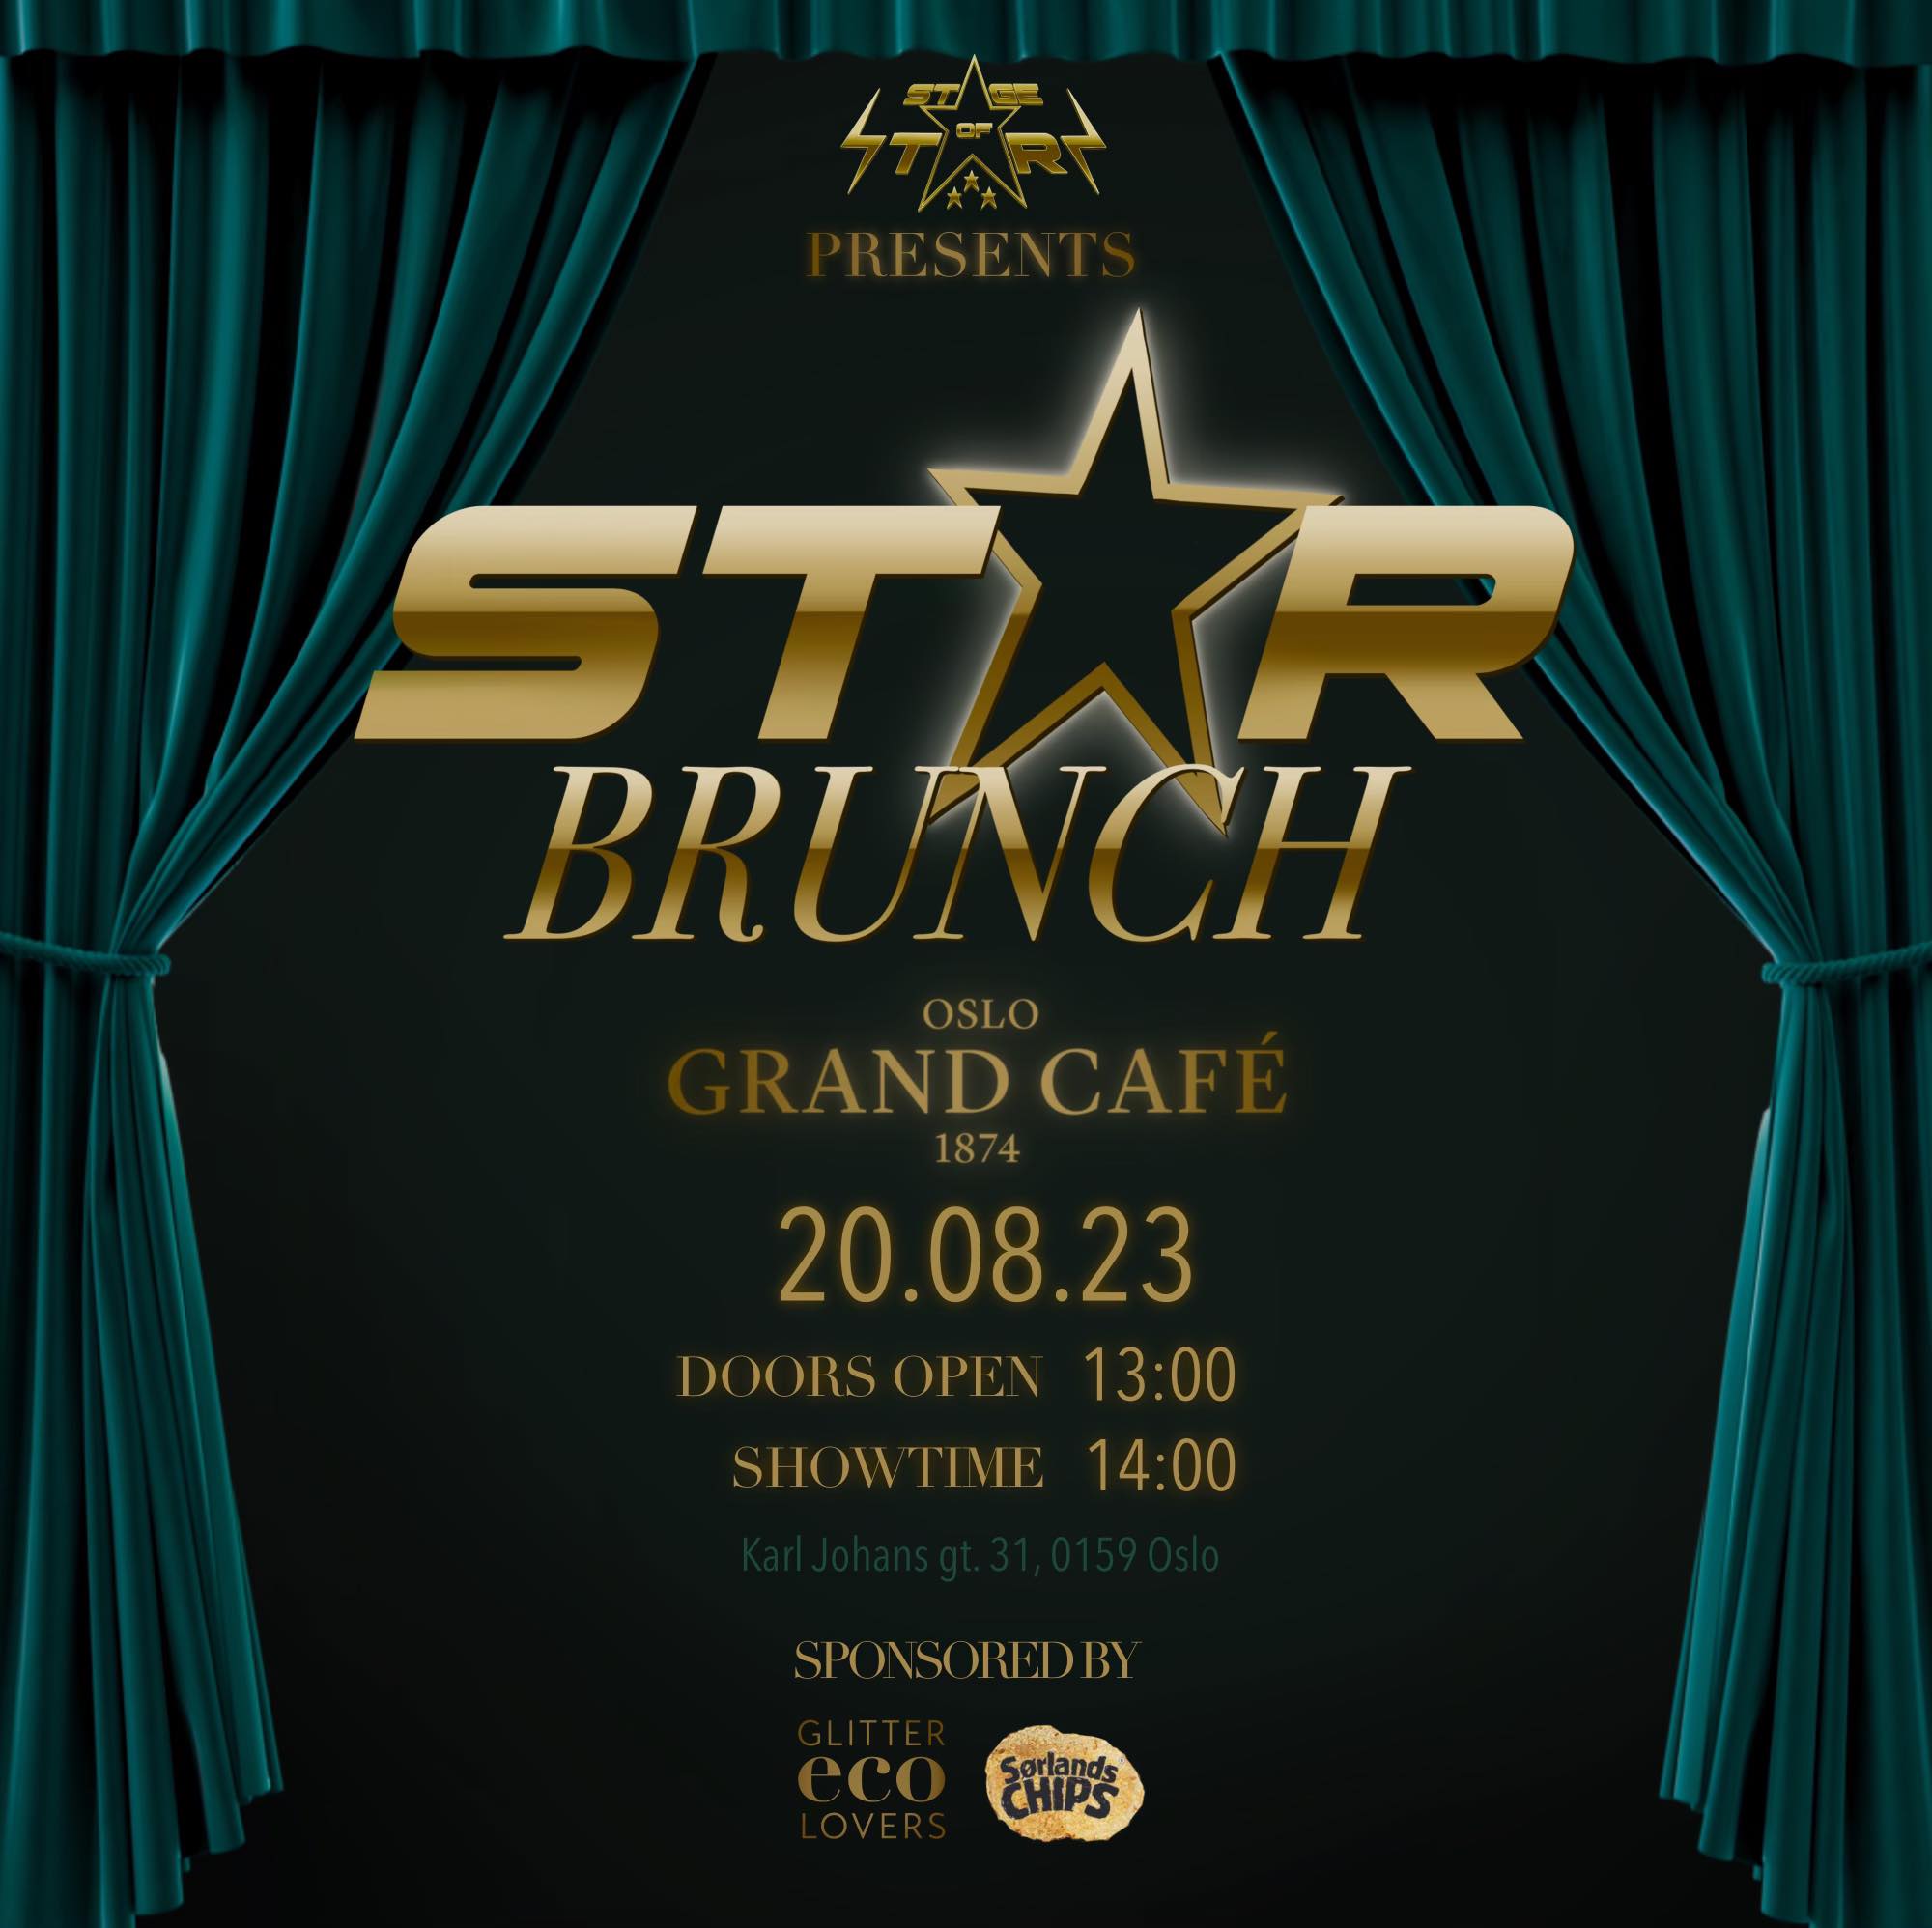 STAGE
OF
STAR
PRESENTS
STAR
BRUNCH
OSLO
GRAND CAFÉ
1874
20.08.23
DOORS OPEN 13:00
SHOWTIME 14:00
Karl Johans gt. 31, 0159 Oslo
SPONSORED BY
GLITTER
eco
LOVERS
Sørlands
CHIPS